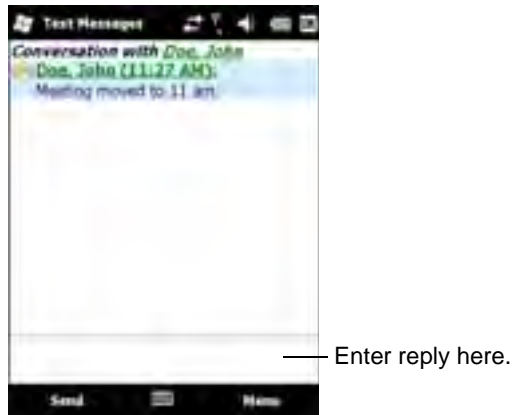 Text Messages
Conversation with Doe, John
Doe, John (11:27 AM):
Meeting moved to 11 am.
Enter reply here.
Send Menu